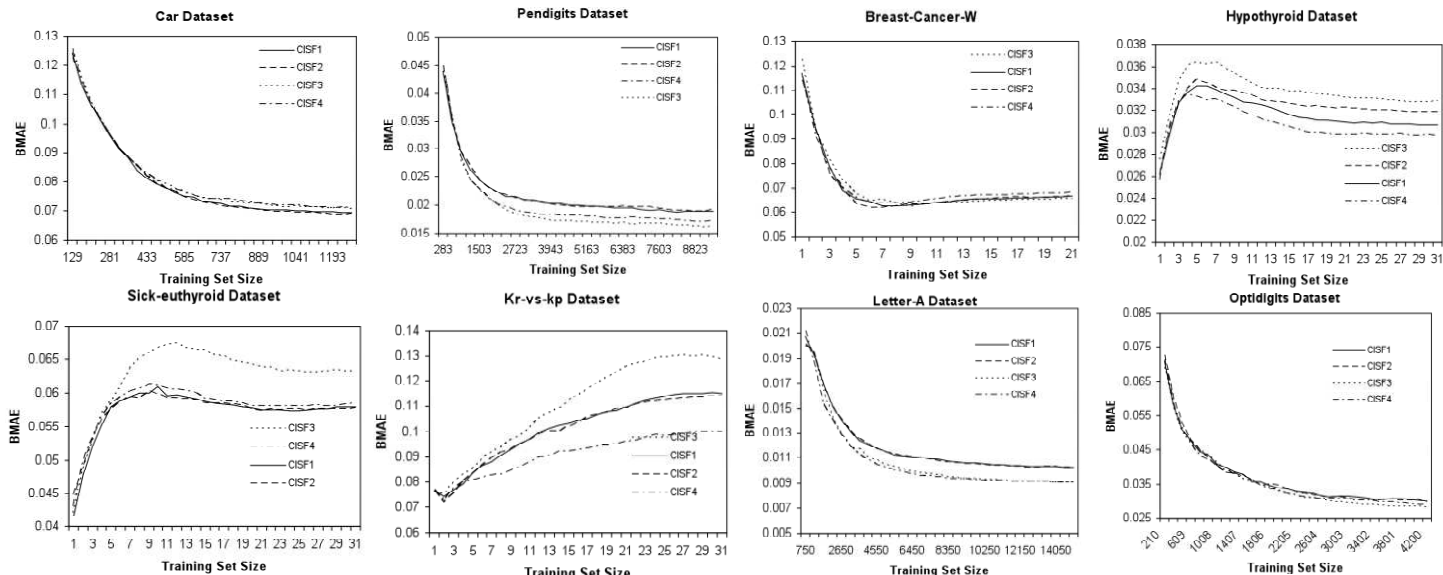 Car Dataset
BMAE
0.13
0.12
0.11
0.1
0.09
0.08
0.07
0.06
CISF1
CISF2
CISF3
CISF4
129 281 433 585 737 889 1041 1193
Training Set Size
Pendigits Dataset
BMAE
0.05
0.045
0.04
0.035
0.03
0.025
0.02
0.015
CISF1
CISF2
CISF4
CISF3
283 1503 2723 3943 5163 6383 7603 8823
Training Set Size
Breast-Cancer-W
BMAE
0.13
0.12
0.11
0.1
0.09
0.08
0.07
0.06
0.05
CISF3
CISF1
CISF2
CISF4
1 3 5 7 9 11 13 15 17 19 21
Training Set Size
Hypothyroid Dataset
BMAE
0.038
0.036
0.034
0.032
0.03
0.028
0.026
0.024
0.022
0.02
CISF3
CISF2
CISF1
CISF4
1 3 5 7 9 11 13 15 17 19 21 23 25 27 29 31
Training Set Size
Sick-euthyroid Dataset
BMAE
0.07
0.065
0.06
0.055
0.05
0.045
0.04
CISF3
CISF4
CISF1
CISF2
1 3 5 7 9 11 13 15 17 19 21 23 25 27 29 31
Training Set Size
Kr-vs-kp Dataset
BMAE
0.14
0.13
0.12
0.11
0.1
0.09
0.08
0.07
0.06
CISF3
CISF1
CISF2
CISF4
1 3 5 7 9 11 13 15 17 19 21 23 25 27 29 31
Training Set Size
Letter-A Dataset
BMAE
0.023
0.021
0.019
0.017
0.015
0.013
0.011
0.009
0.007
0.005
CISF1
CISF2
CISF3
CISF4
750 2650 4550 6450 8350 10250 12150 14050
Training Set Size
Optidigits Dataset
BMAE
0.085
0.075
0.065
0.055
0.045
0.035
0.025
CISF1
CISF2
CISF3
CISF4
210 609 1008 1407 1806 2205 2604 3003 3402 3801 4200
Training Set Size